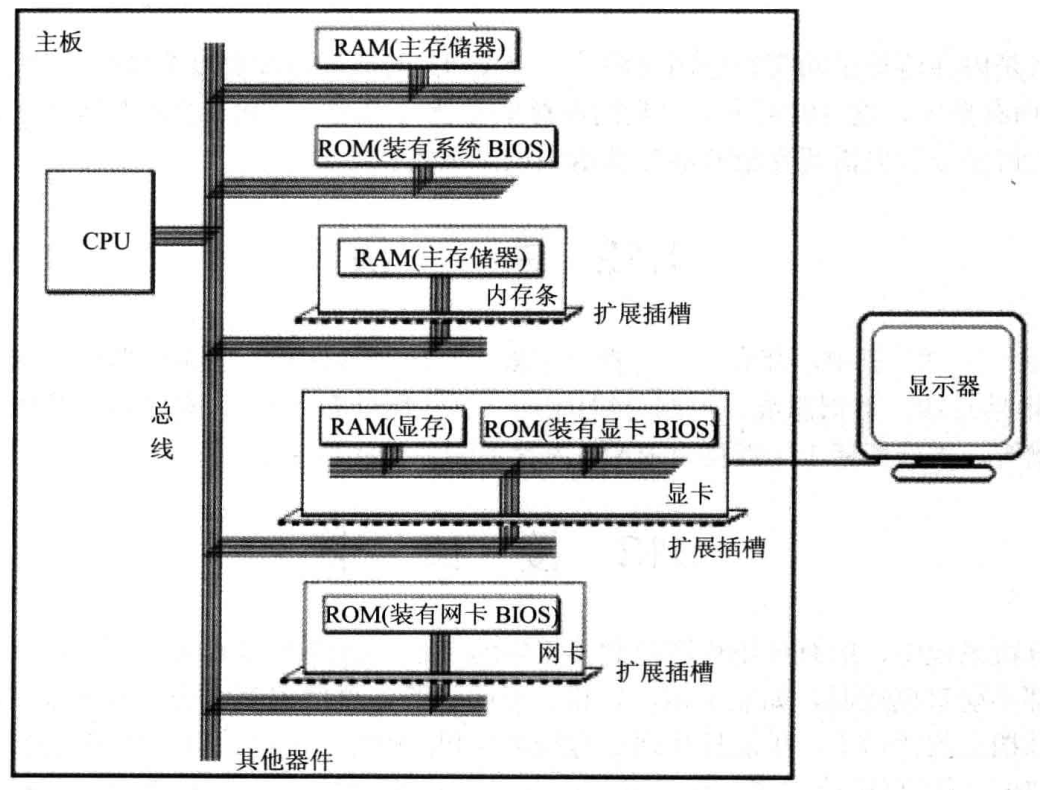 主板
RAM(主存储器)
ROM(装有系统 BIOS)
CPU
RAM(主存储器)
内存条
扩展插槽
总线
显示器
RAM(显存)
ROM(装有显卡 BIOS)
显卡
扩展插槽
ROM(装有网卡 BIOS)
网卡
扩展插槽
其他器件